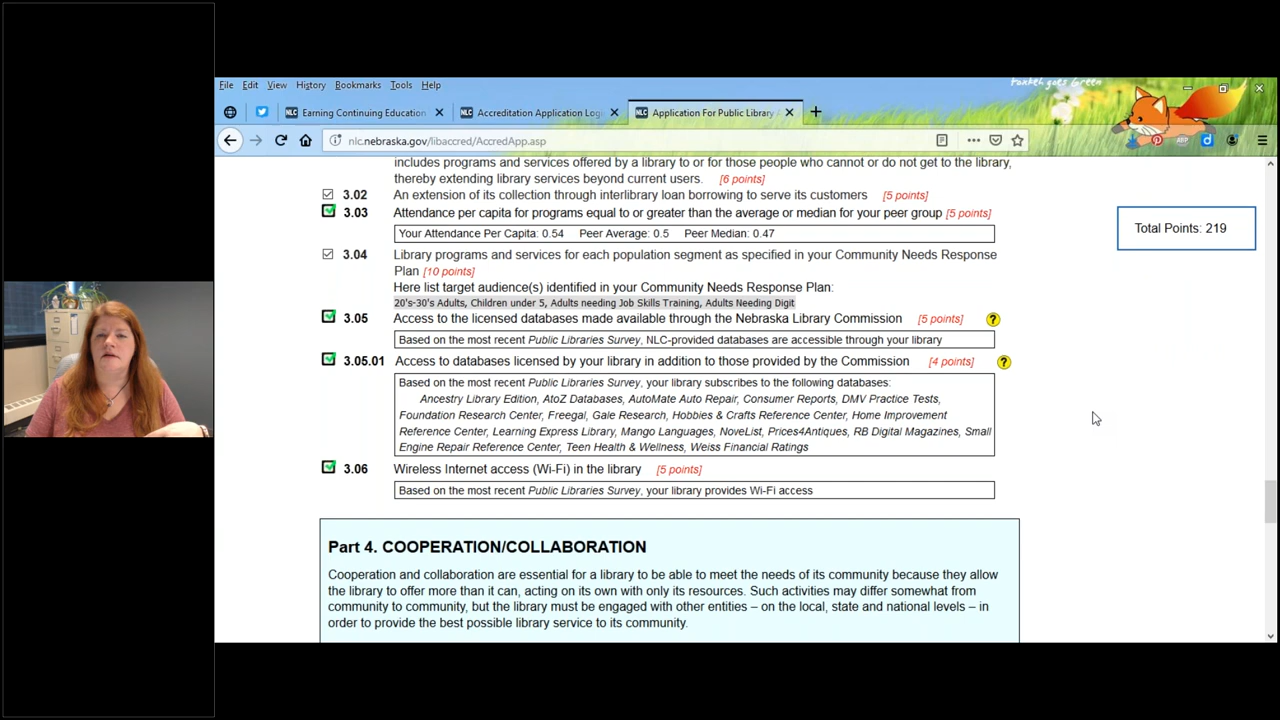 Foxkeh goes Green
File Edit View History Bookmarks Tools Help
NLC Earning Continuing Education
NLC Accreditation Application Logi
NLC Application For Public Library A
nlc.nebraska.gov/libaccred/AccredApp.asp
includes programs and services offered by a library to or for those people who cannot or do not get to the library,
thereby extending library services beyond current users. [6 points]
3.02 An extension of its collection through interlibrary loan borrowing to serve its customers [5 points]
3.03 Attendance per capita for programs equal to or greater than the average or median for your peer group [5 points]
Your Attendance Per Capita: 0.54 Peer Average: 0.5 Peer Median: 0.47
Total Points: 219
3.04 Library programs and services for each population segment as specified in your Community Needs Response
Plan [10 points]
Here list target audience(s) identified in your Community Needs Response Plan:
20's-30's Adults, Children under 5, Adults needing Job Skills Training, Adults Needing Digit
3.05 Access to the licensed databases made available through the Nebraska Library Commission [5 points] ?
Based on the most recent Public Libraries Survey, NLC-provided databases are accessible through your library
3.05.01 Access to databases licensed by your library in addition to those provided by the Commission [4 points] ?
Based on the most recent Public Libraries Survey, your library subscribes to the following databases:
Ancestry Library Edition, AtoZ Databases, AutoMate Auto Repair, Consumer Reports, DMV Practice Tests,
Foundation Research Center, Freegal, Gale Research, Hobbies & Crafts Reference Center, Home Improvement
Reference Center, Learning Express Library, Mango Languages, NoveList, Prices4Antiques, RB Digital Magazines, Small
Engine Repair Reference Center, Teen Health & Wellness, Weiss Financial Ratings
3.06 Wireless Internet access (Wi-Fi) in the library [5 points]
Based on the most recent Public Libraries Survey, your library provides Wi-Fi access
Part 4. COOPERATION/COLLABORATION
Cooperation and collaboration are essential for a library to be able to meet the needs of its community because they allow
the library to offer more than it can, acting on its own with only its resources. Such activities may differ somewhat from
community to community, but the library must be engaged with other entities – on the local, state and national levels – in
order to provide the best possible library service to its community.